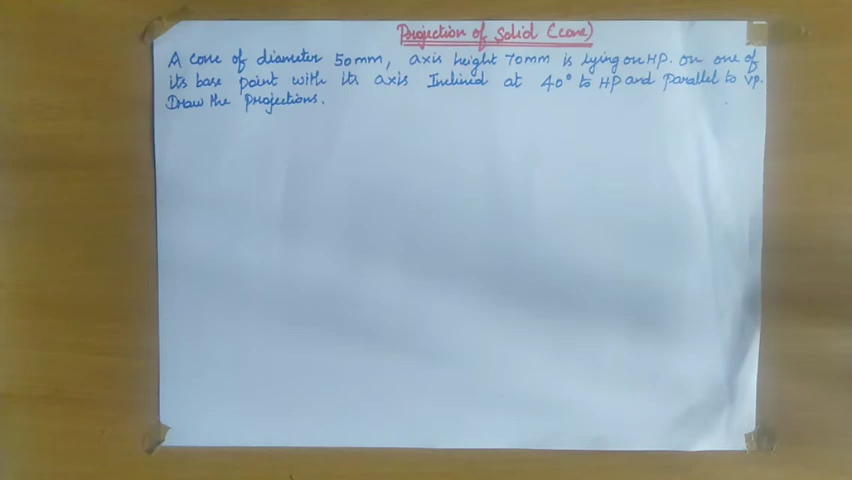 Projection of Solid (cone)
A cone of diameter 50mm, axis height 70mm is lying on HP. on one of
its base point with its axis Inclined at 40° to HP and parallel to VP.
Draw the projections.